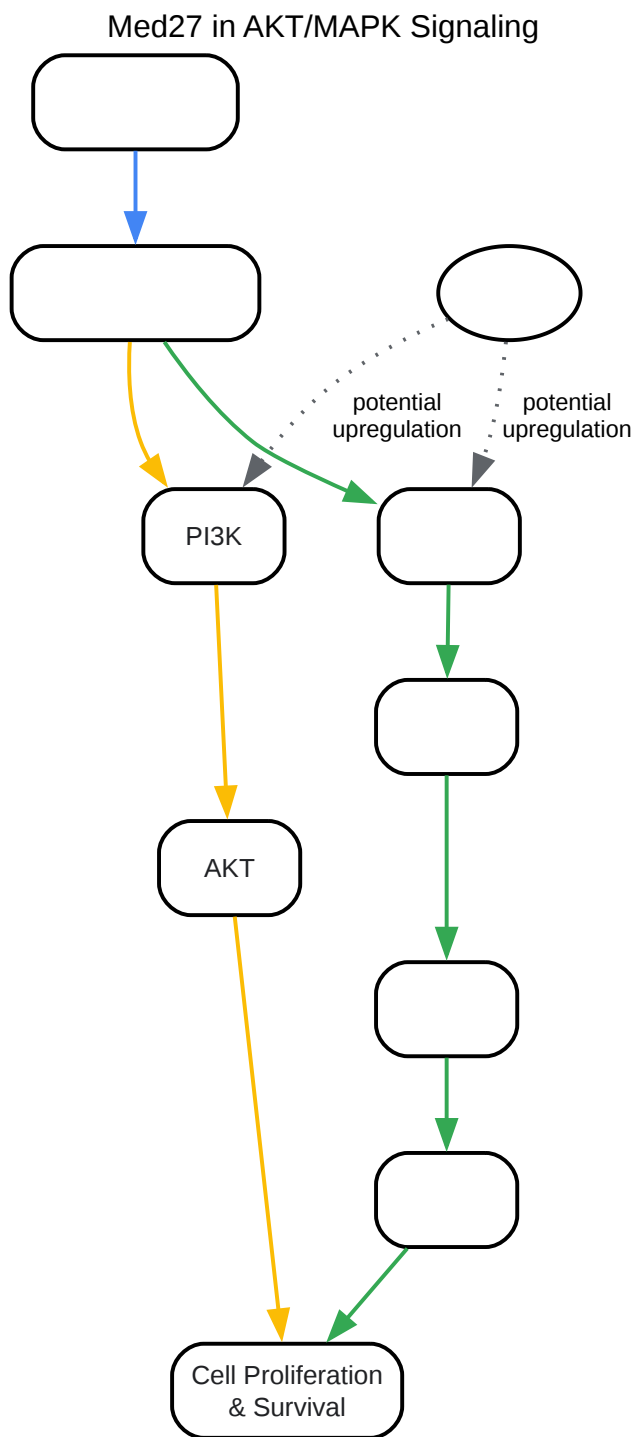 Med27 in AKT/MAPK Signaling
potential
upregulation
potential
upregulation
PI3K
AKT
Cell Proliferation
& Survival